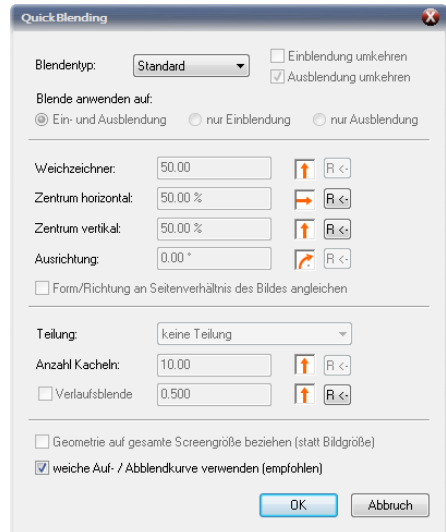 QuickBlending
Blendentyp: Standard
Einblendung umkehren
Ausblendung umkehren
Blende anwenden auf:
Ein- und Ausblendung nur Einblendung nur Ausblendung
Weichzeichner: 50.00 R <-
Zentrum horizontal: 50.00 % R <-
Zentrum vertikal: 50.00 % R <-
Ausrichtung: 0.00 ° R <-
Form/Richtung an Seitenverhältnis des Bildes angleichen
Teilung: keine Teilung
Anzahl Kacheln: 10.00 R <-
Verlaufsblende 0.500 R <-
Geometrie auf gesamte Screengröße beziehen (statt Bildgröße)
weiche Auf- / Abblendkurve verwenden (empfohlen)
OK Abbruch